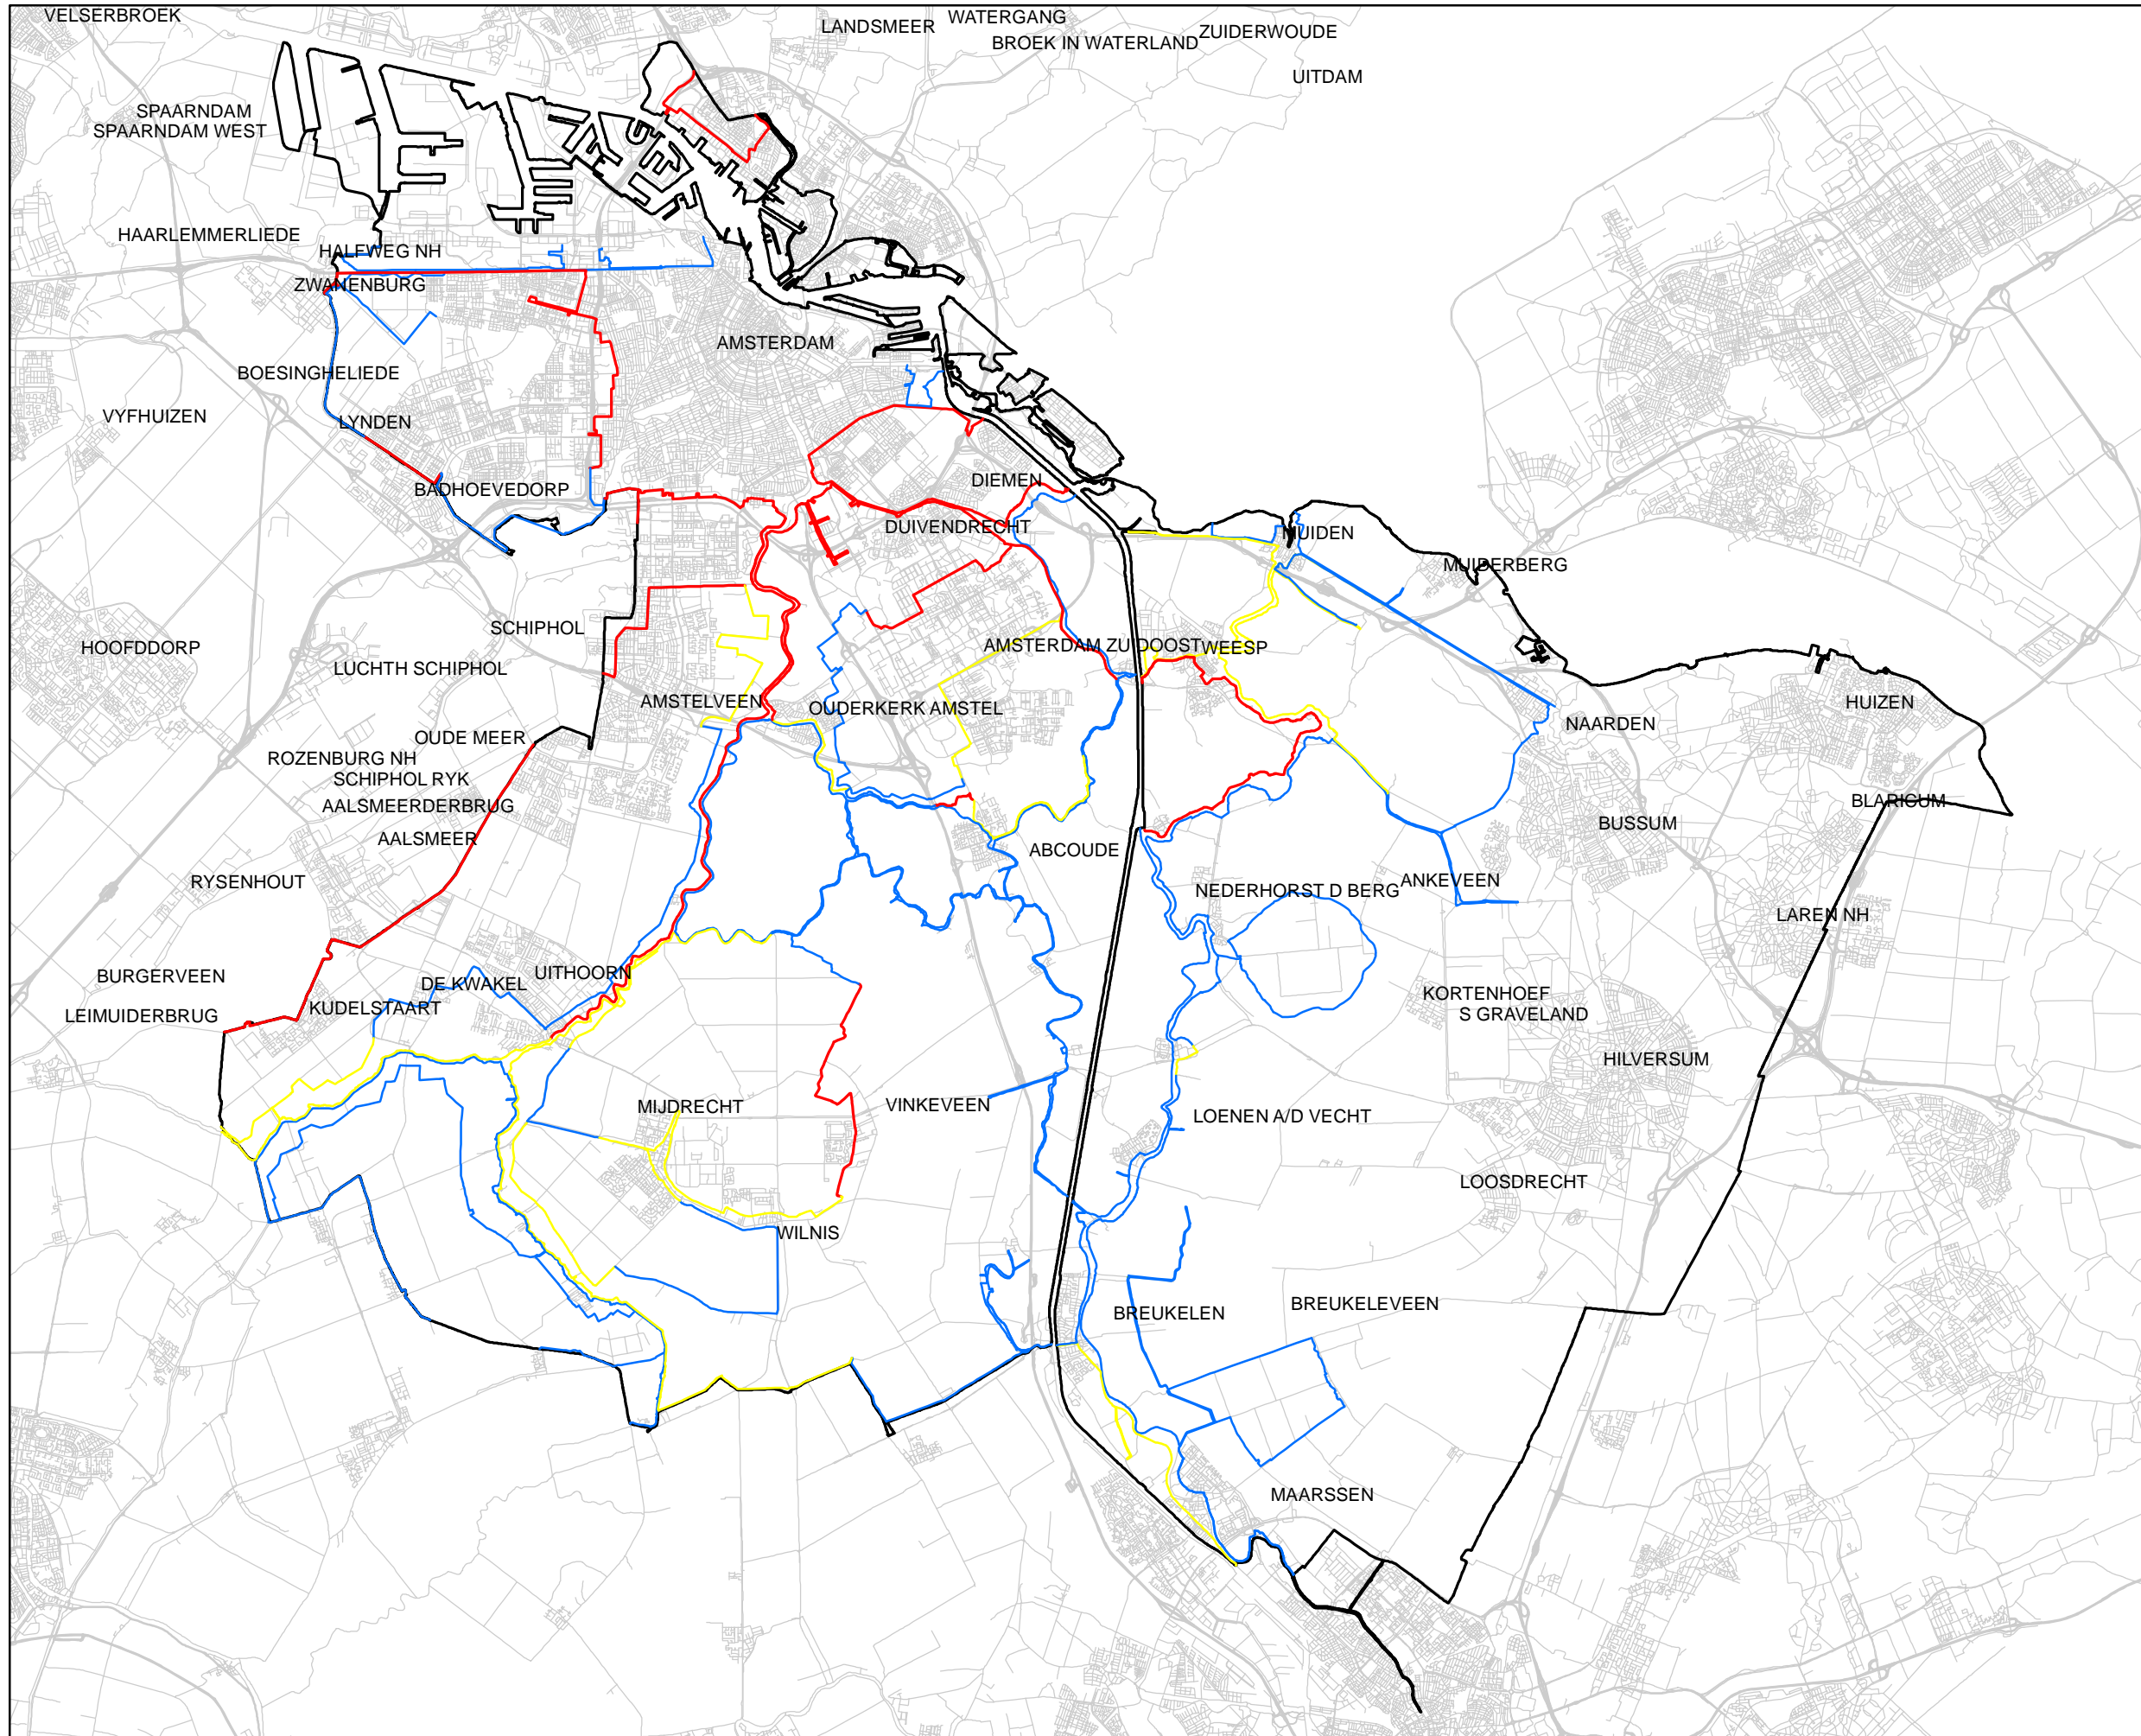 VELSERBROEK
WATERGANG
LANDSMEER
ZUIDERWOUDE
BROEK IN WATERLAND
UITDAM
SPAARNDAM
SPAARNDAM WEST
HAARLEMMERLIEDE
HALFWEG NH
ZWANENBURG
AMSTERDAM
BOESINGHELIEDE
VYFHUIZEN
LYNDEN
DIEMEN
BADHOEVEDORP
DUIVENDRECHT
MUIDEN
MUIDERBERG
SCHIPHOL
HOOFDDORP
AMSTERDAM ZUIDOOST
WEESP
LUCHTH SCHIPHOL
AMSTELVEEN
OUDERKERK AMSTEL
HUIZEN
NAARDEN
OUDE MEER
ROZENBURG NH
SCHIPHOL RYK
AALSMEERDERBRUG
BLARICUM
BUSSUM
AALSMEER
ABCOUDE
RYSENHOUT
ANKEVEEN
NEDERHORST D BERG
LAREN NH
BURGERVEEN
UITHOORN
DE KWAKEL
KORTENHOEF
KUDELSTAART
S GRAVELAND
LEIMUIDERBRUG
HILVERSUM
MIJDRECHT
VINKEVEEN
LOENEN A/D VECHT
LOOSDRECHT
WILNIS
BREUKELEVEEN
BREUKELEN
MAARSSEN